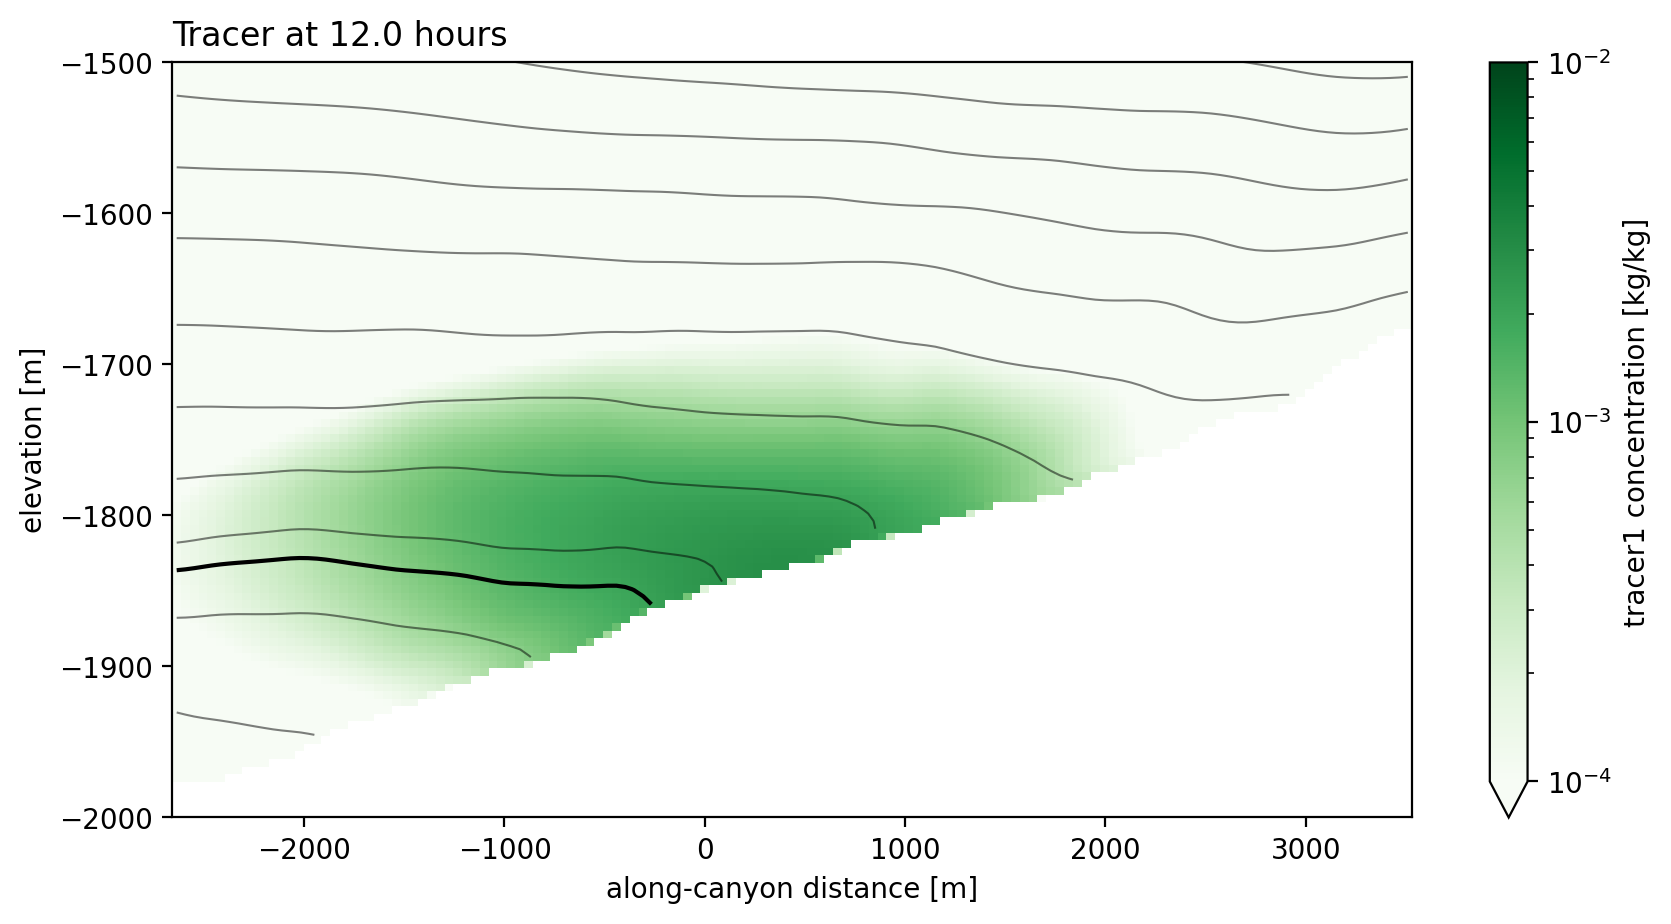 Tracer at 12.0 hours
−1500
−1600
−1700
−1800
−1900
−2000
elevation [m]
−2000 −1000 0 1000 2000 3000
along-canyon distance [m]
10⁻²
10⁻³
10⁻⁴
tracer1 concentration [kg/kg]